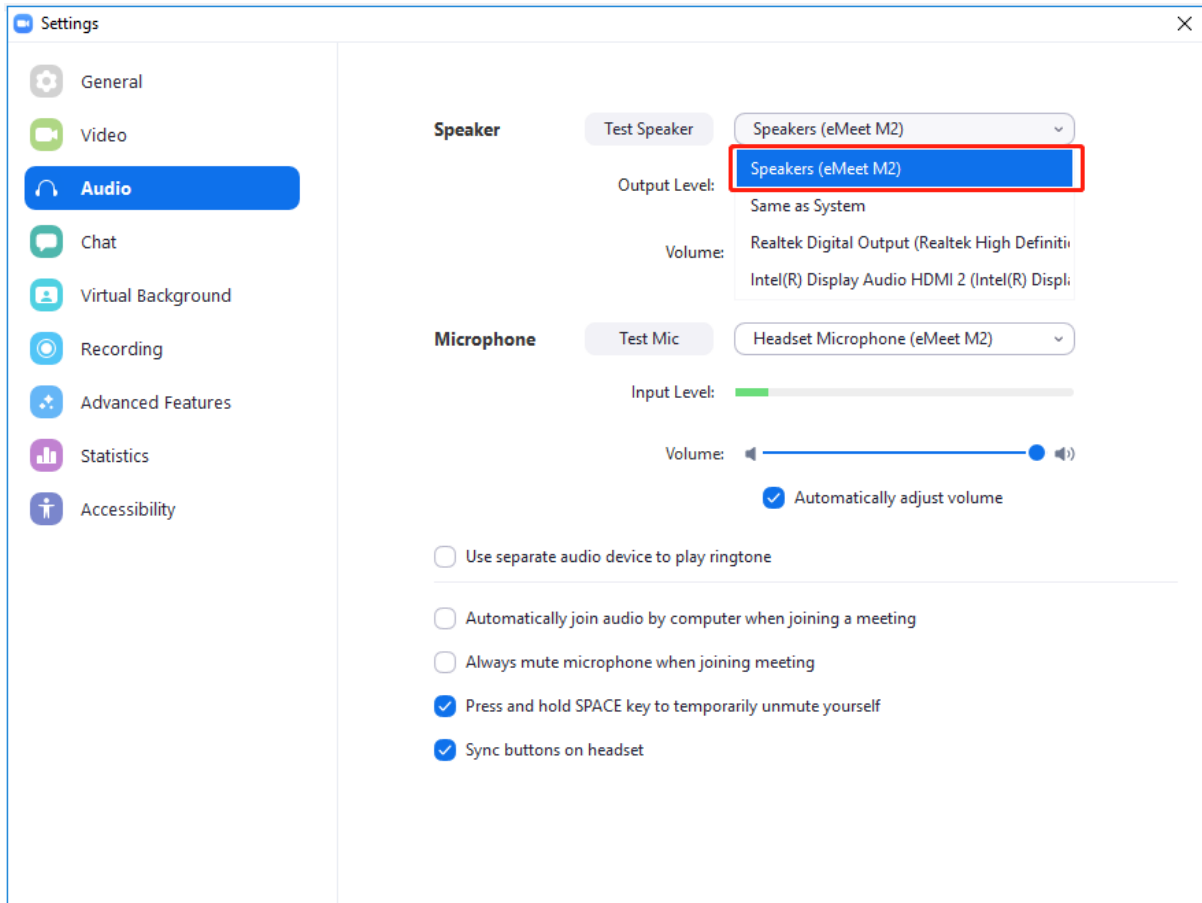 Settings
General
Video
Audio
Chat
Virtual Background
Recording
Advanced Features
Statistics
Accessibility
Speaker
Test Speaker
Speakers (eMeet M2)
Speakers (eMeet M2)
Same as System
Realtek Digital Output (Realtek High Definiti
Intel(R) Display Audio HDMI 2 (Intel(R) Displ
Output Level:
Volume:
Microphone
Test Mic
Headset Microphone (eMeet M2)
Input Level:
Volume:
Automatically adjust volume
Use separate audio device to play ringtone
Automatically join audio by computer when joining a meeting
Always mute microphone when joining meeting
Press and hold SPACE key to temporarily unmute yourself
Sync buttons on headset